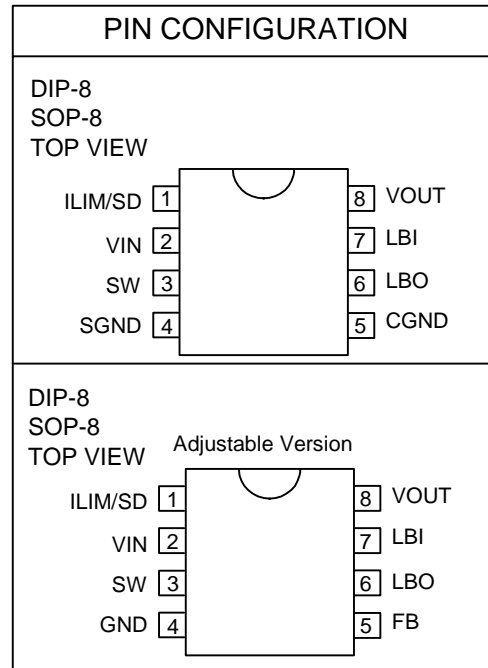 PIN CONFIGURATION
DIP-8
SOP-8
TOP VIEW
ILIM/SD 1 8 VOUT
VIN 2 7 LBI
SW 3 6 LBO
SGND 4 5 CGND
DIP-8
SOP-8
TOP VIEW Adjustable Version
ILIM/SD 1 8 VOUT
VIN 2 7 LBI
SW 3 6 LBO
GND 4 5 FB